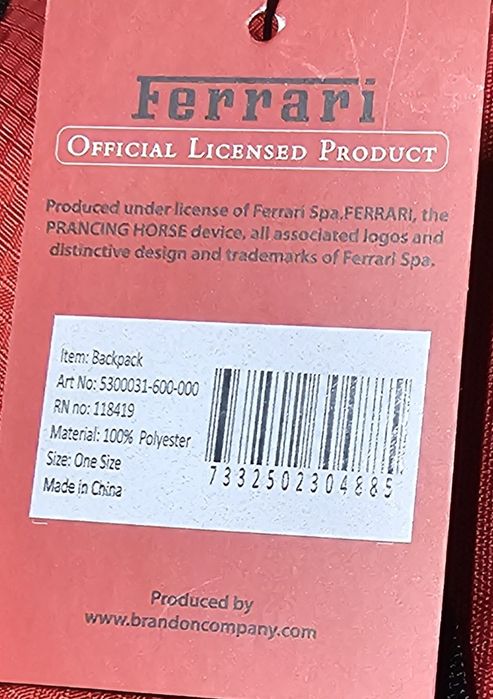 Ferrari
OFFICIAL LICENSED PRODUCT
Produced under license of Ferrari Spa,FERRARI, the
PRANCING HORSE device, all associated logos and
distinctive design and trademarks of Ferrari Spa.
Item: Backpack
Art No: 5300031-600-000
RN no: 118419
Material: 100% Polyester
Size: One Size
Made in China
7332502304885
Produced by
www.brandoncompany.com